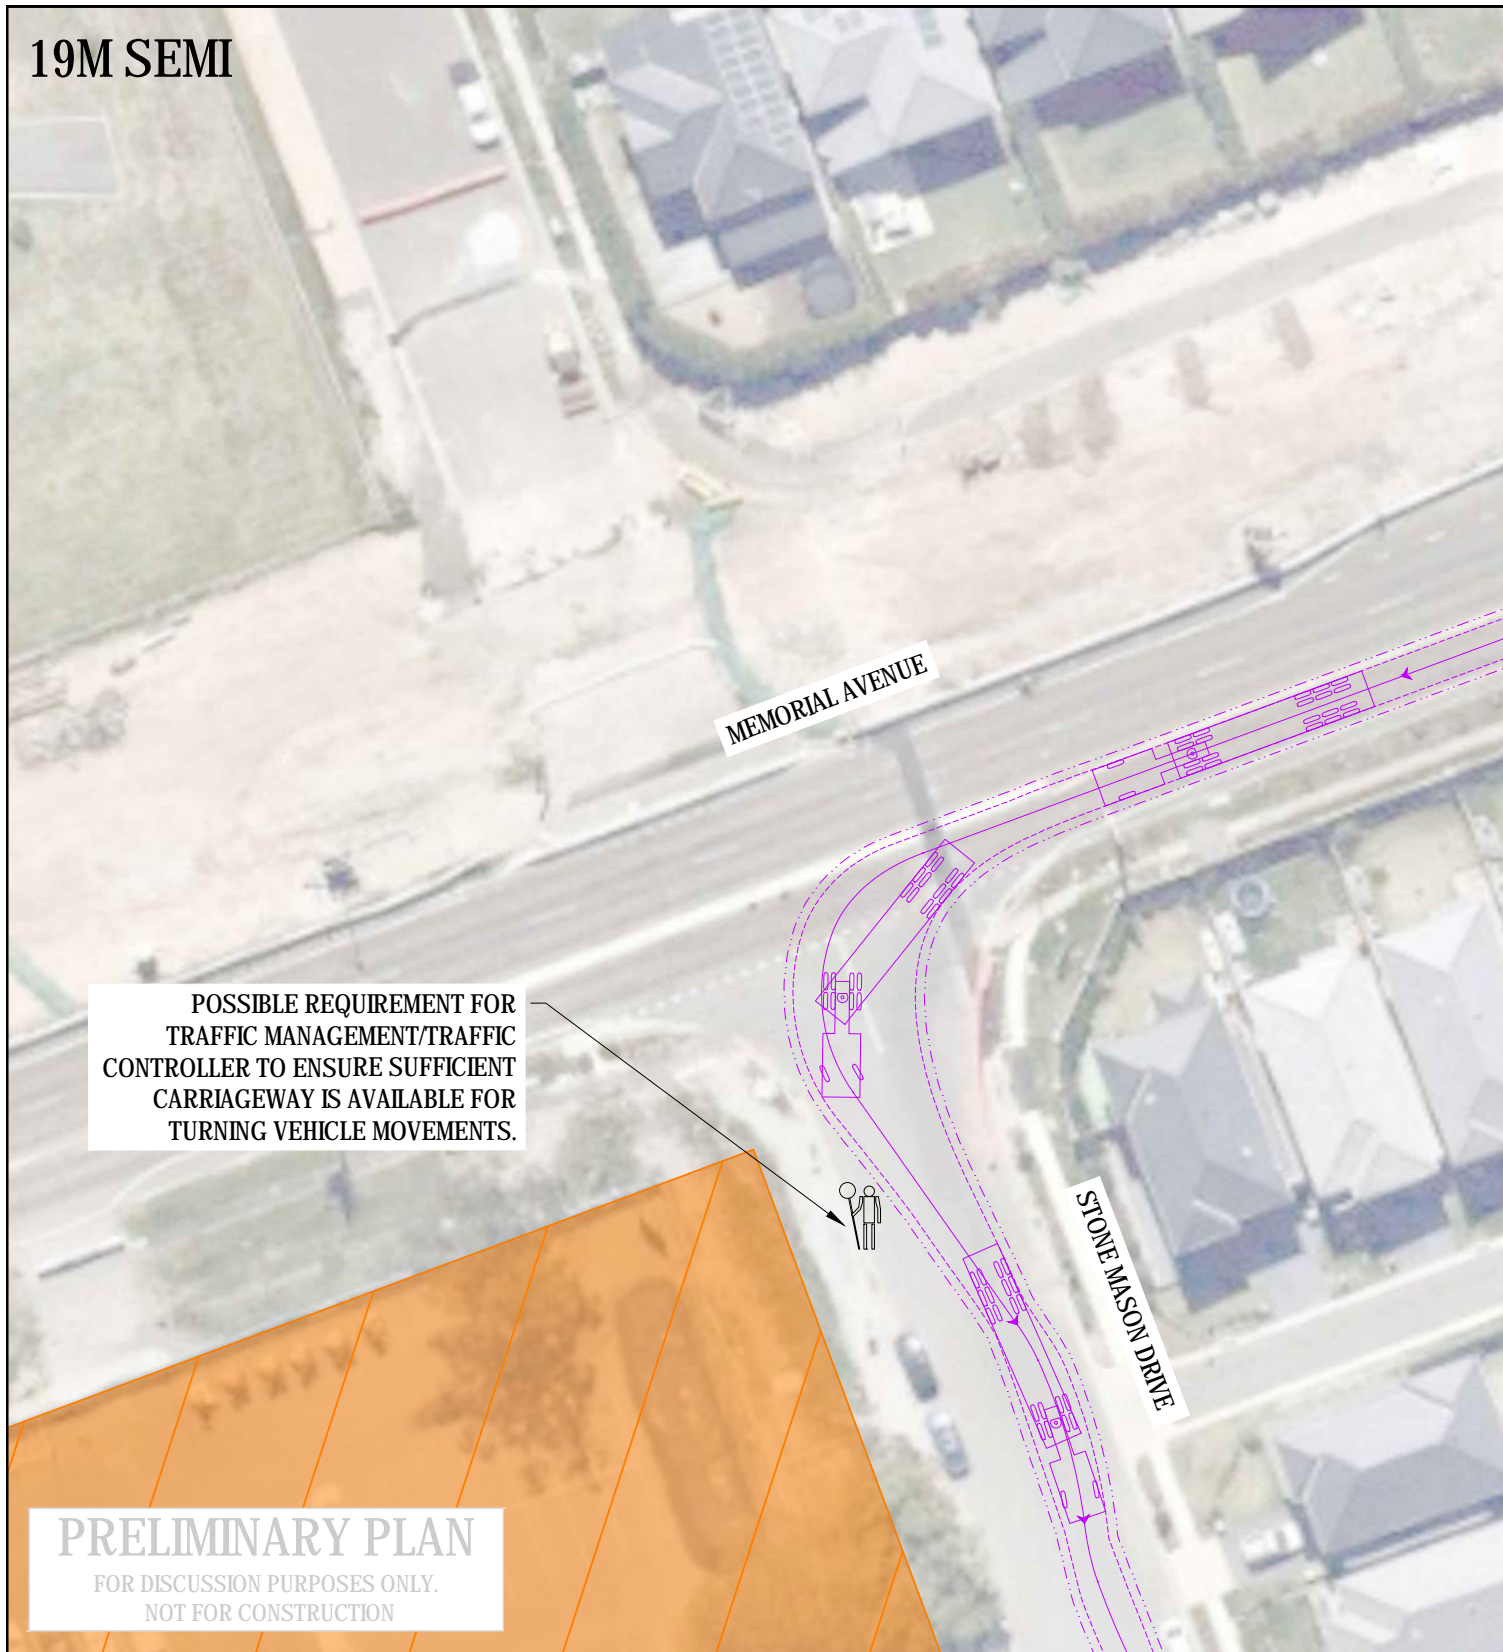 19M SEMI
MEMORIAL AVENUE
POSSIBLE REQUIREMENT FOR
TRAFFIC MANAGEMENT/TRAFFIC
CONTROLLER TO ENSURE SUFFICIENT
CARRIAGEWAY IS AVAILABLE FOR
TURNING VEHICLE MOVEMENTS.
STONE MASON DRIVE
PRELIMINARY PLAN
FOR DISCUSSION PURPOSES ONLY.
NOT FOR CONSTRUCTION